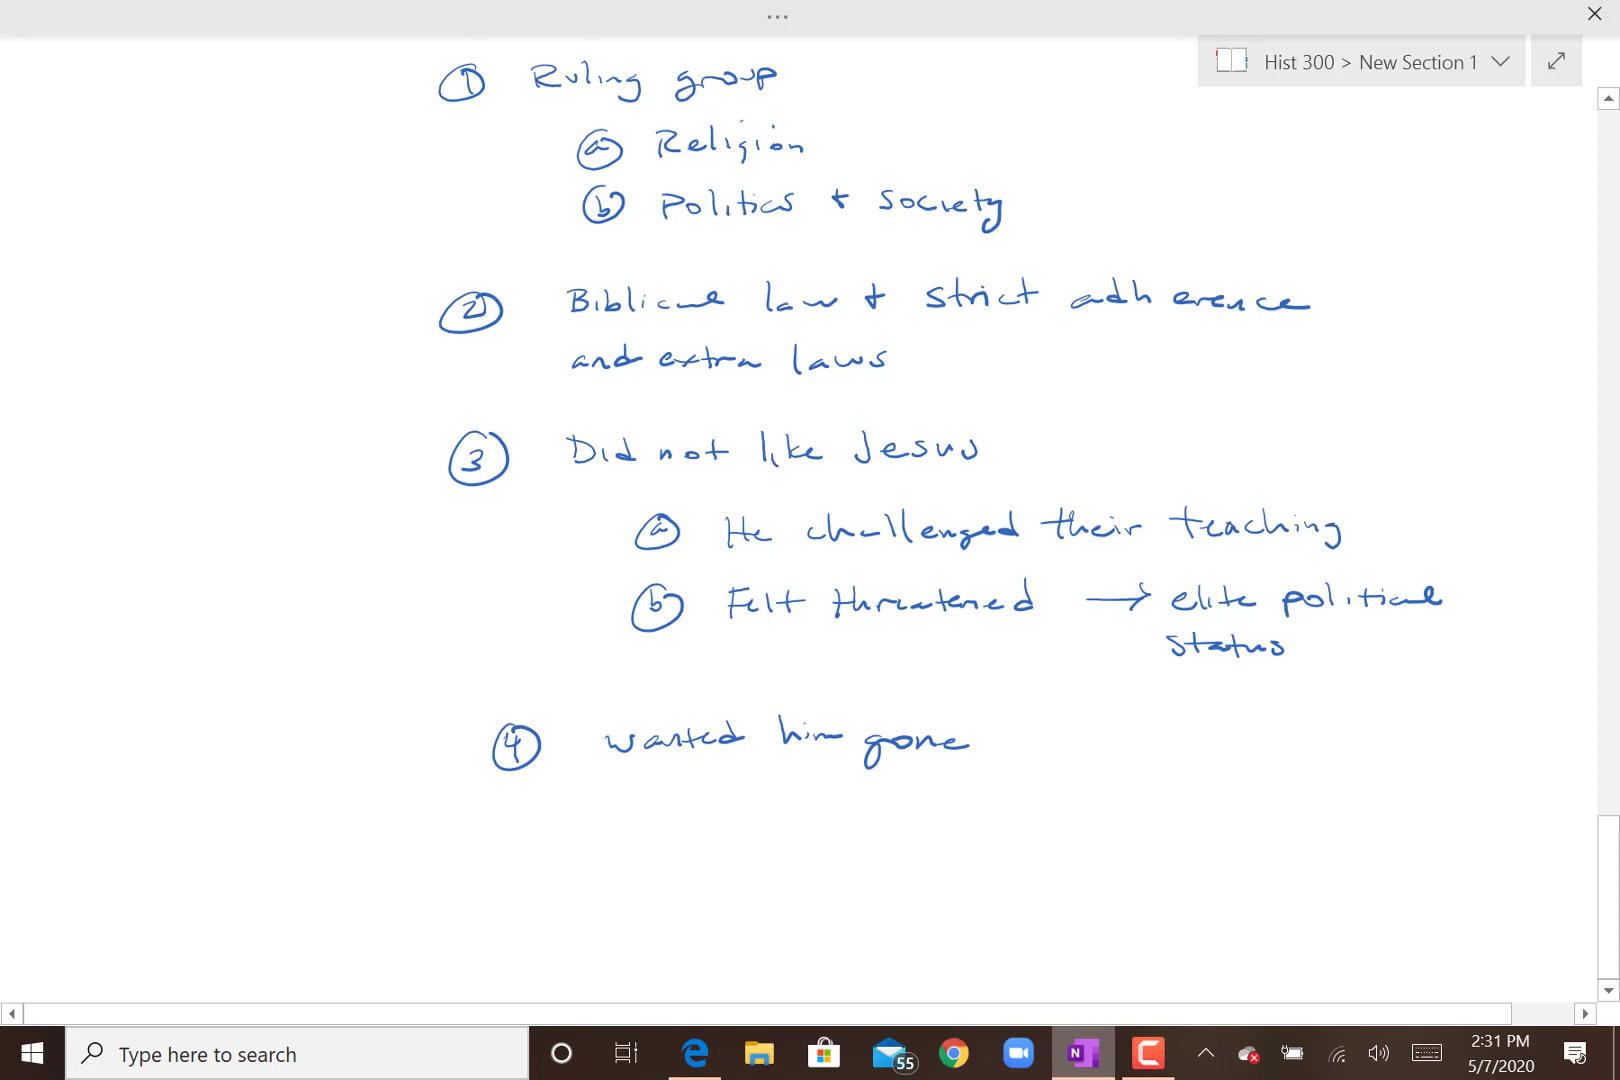 Hist 300 > New Section 1
① Ruling group
ⓐ Religion
ⓑ Politics + society
② Biblical law + strict adherence
and extra laws
③ Did not like Jesus
ⓐ He challenged their teaching
ⓑ Felt threatened → elite political
status
④ wanted him gone
Type here to search
55
N
2:31 PM
5/7/2020